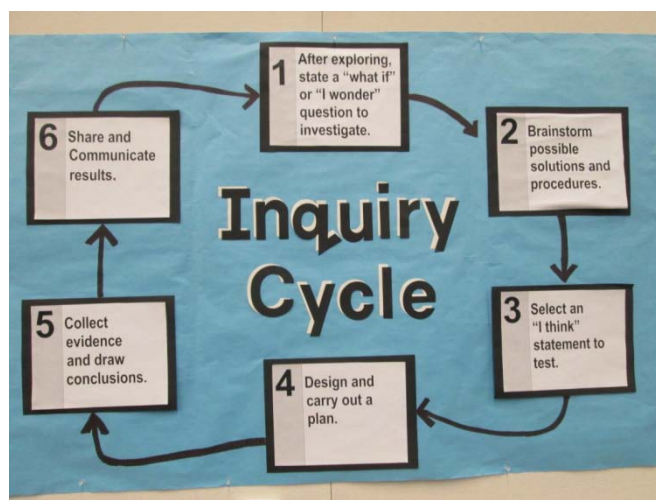 Inquiry
Cycle
1 After exploring,
state a “what if”
or “I wonder”
question to
investigate.
2 Brainstorm
possible
solutions and
procedures.
3 Select an
“I think”
statement to
test.
4 Design and
carry out a
plan.
5 Collect
evidence
and draw
conclusions.
6 Share and
Communicate
results.